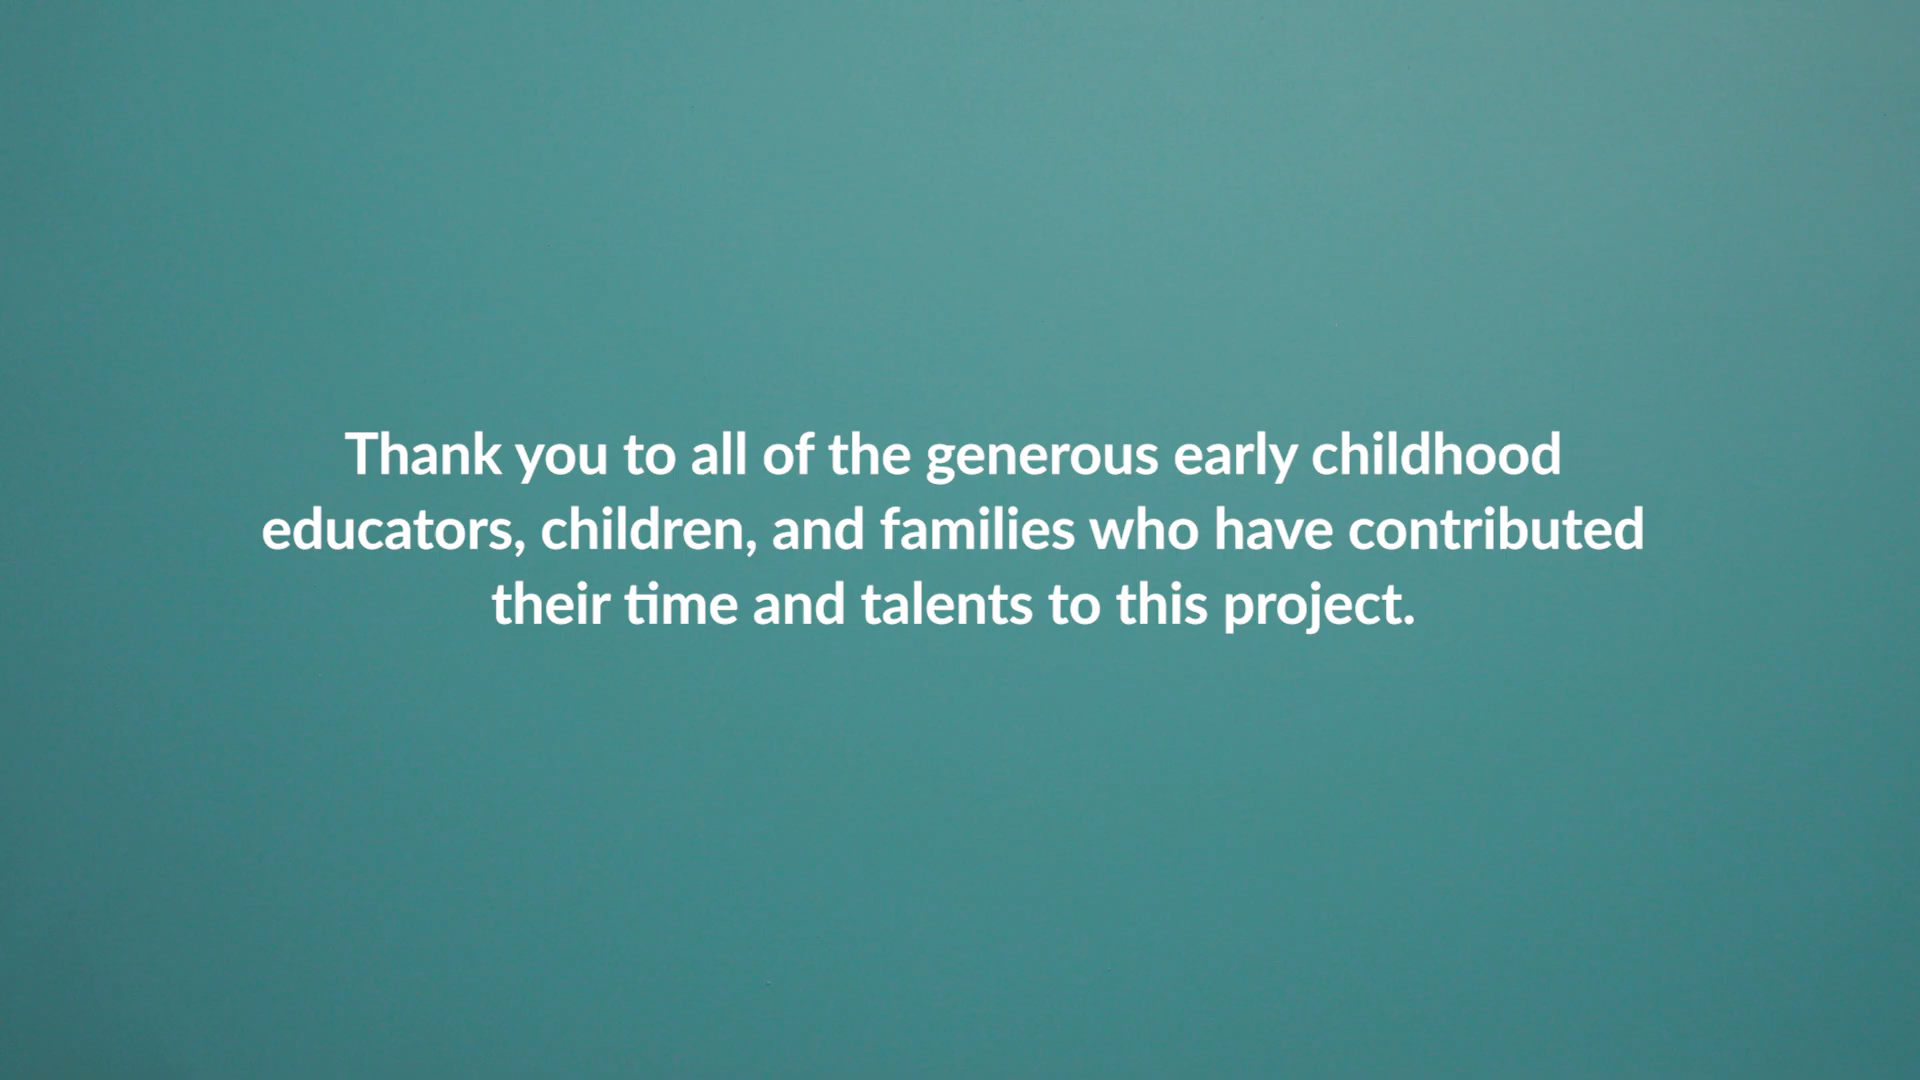 Thank you to all of the generous early childhood
educators, children, and families who have contributed
their time and talents to this project.